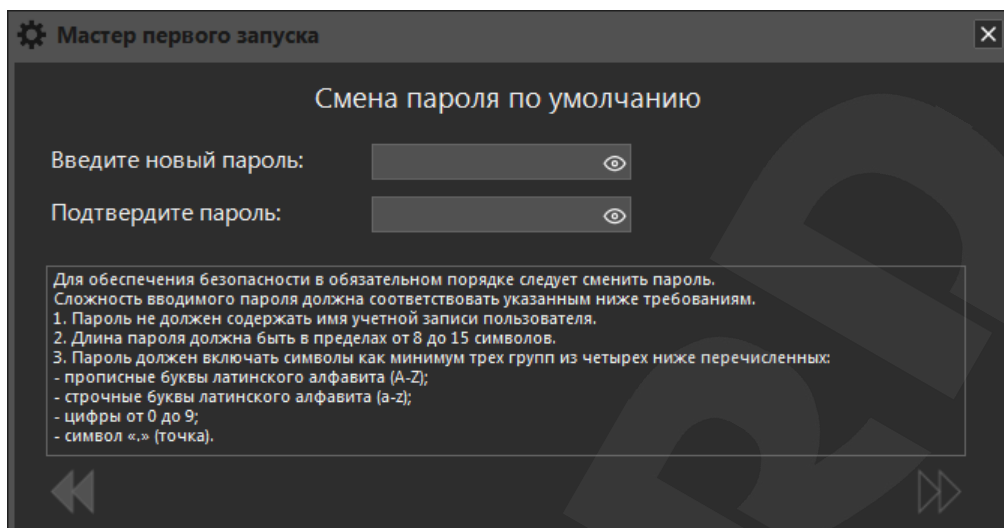 Мастер первого запуска
Смена пароля по умолчанию
Введите новый пароль:
Подтвердите пароль:
Для обеспечения безопасности в обязательном порядке следует сменить пароль.
Сложность вводимого пароля должна соответствовать указанным ниже требованиям.
1. Пароль не должен содержать имя учетной записи пользователя.
2. Длина пароля должна быть в пределах от 8 до 15 символов.
3. Пароль должен включать символы как минимум трех групп из четырех ниже перечисленных:
- прописные буквы латинского алфавита (A-Z);
- строчные буквы латинского алфавита (a-z);
- цифры от 0 до 9;
- символ «.» (точка).